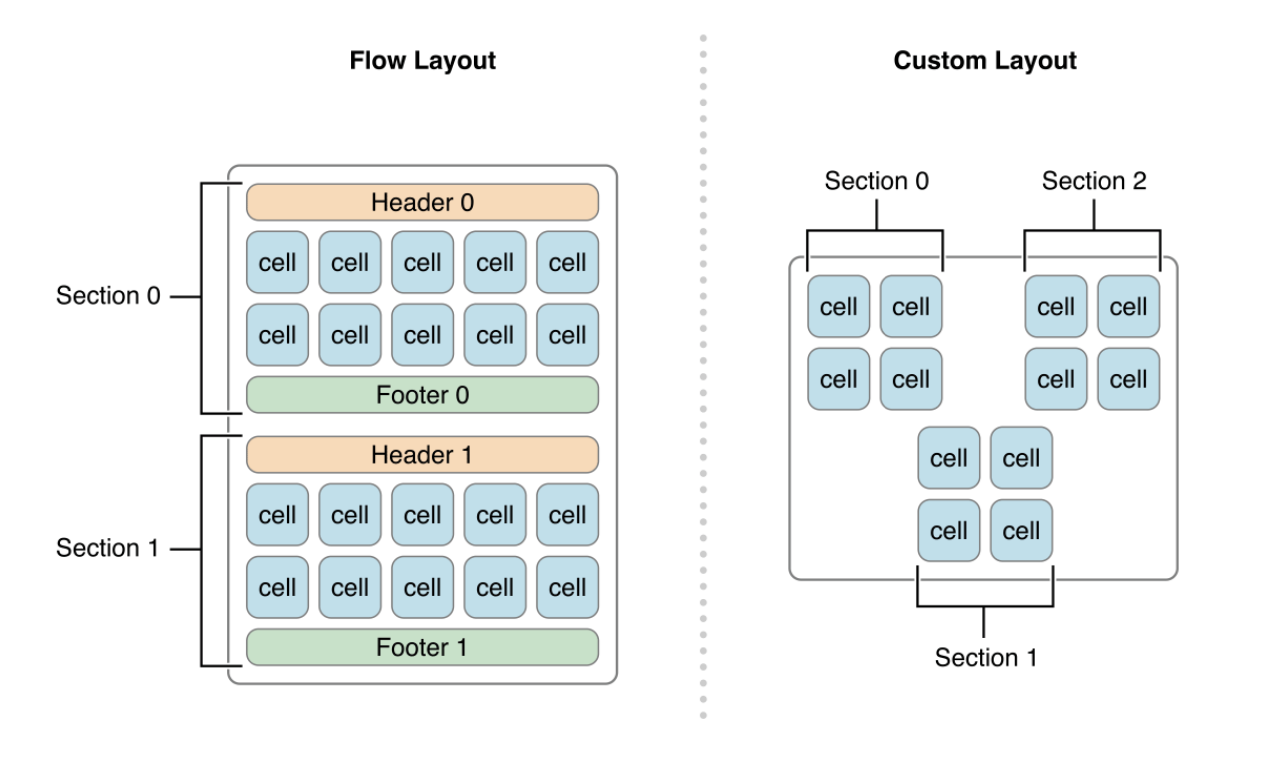 Flow Layout
Section 0
Header 0
cell cell cell cell cell
cell cell cell cell cell
Footer 0
Section 1
Header 1
cell cell cell cell cell
cell cell cell cell cell
Footer 1
Custom Layout
Section 0 Section 2
cell cell cell cell
cell cell cell cell
cell cell
cell cell
Section 1